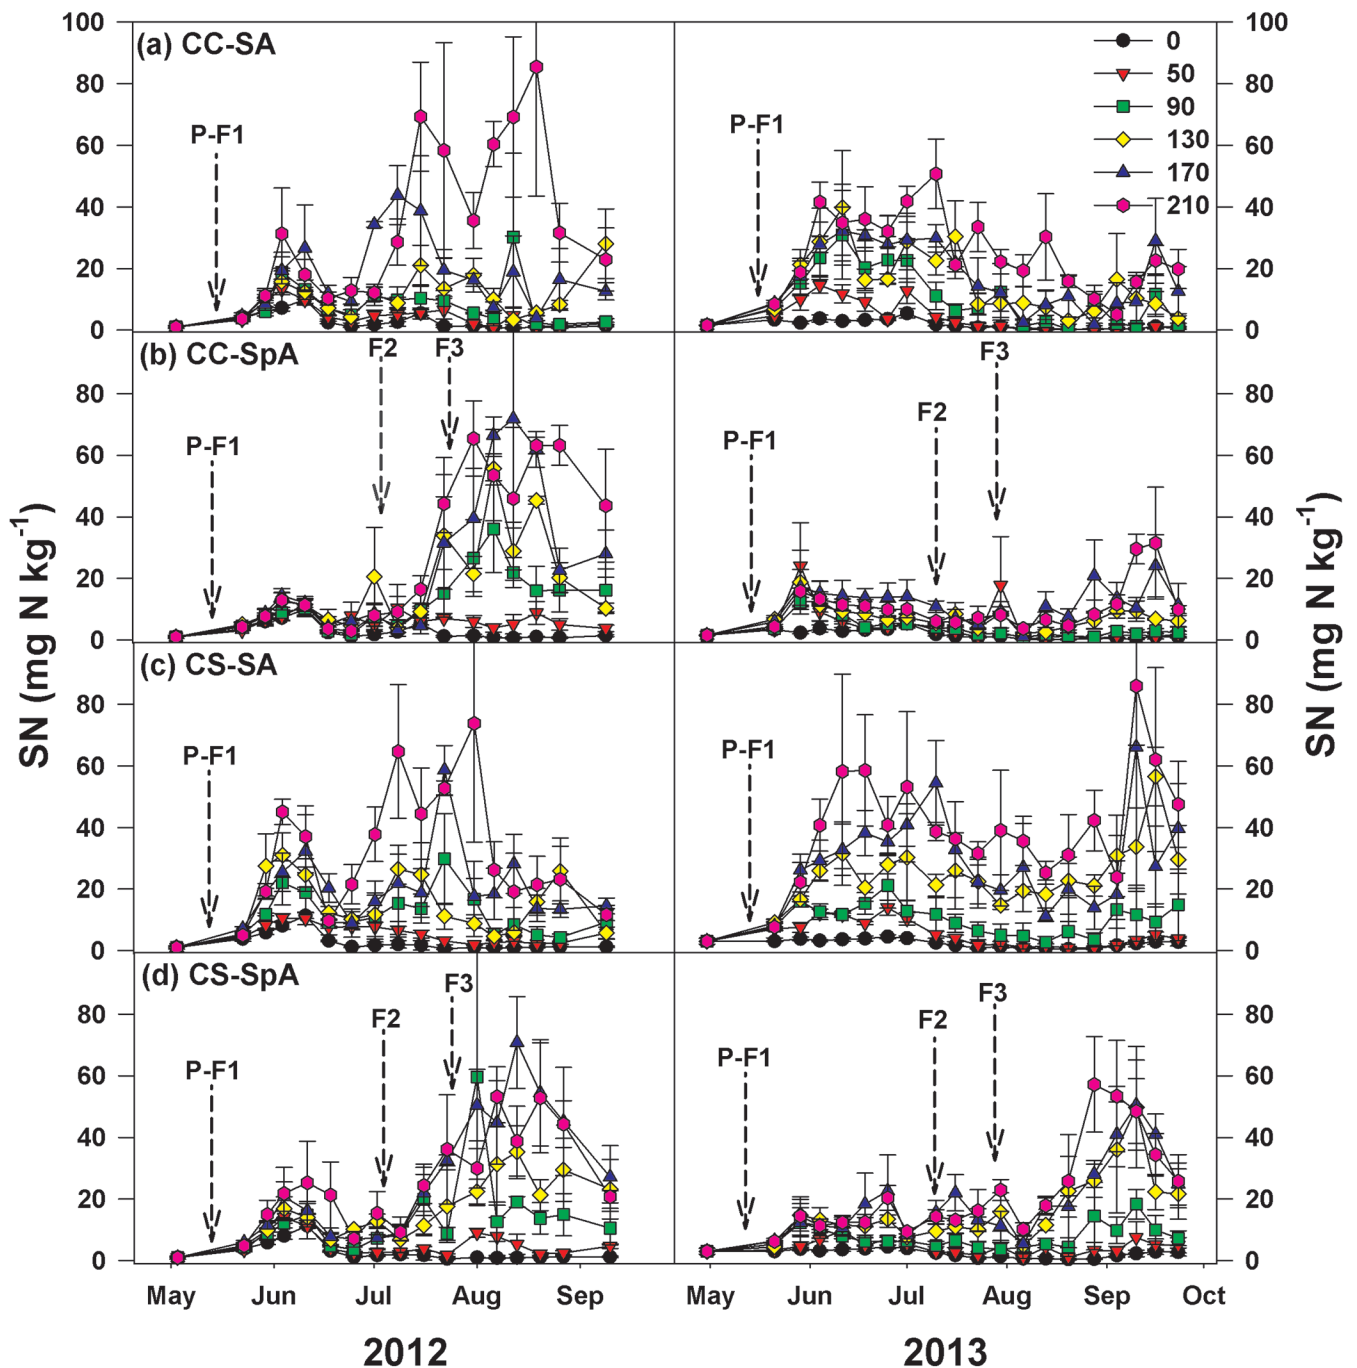 100
80
60
40
20
0
(a) CC-SA
P-F1
P-F1
0
50
90
130
170
210
100
80
60
40
20
0
80
60
40
20
0
(b) CC-SpA
P-F1
F2
F3
P-F1
F2
F3
80
60
40
20
0
80
60
40
20
0
(c) CS-SA
P-F1
P-F1
80
60
40
20
0
80
60
40
20
0
(d) CS-SpA
P-F1
F2
F3
P-F1
F2
F3
80
60
40
20
0
SN (mg N kg⁻¹)
SN (mg N kg⁻¹)
May Jun Jul Aug Sep
May Jun Jul Aug Sep Oct
2012
2013